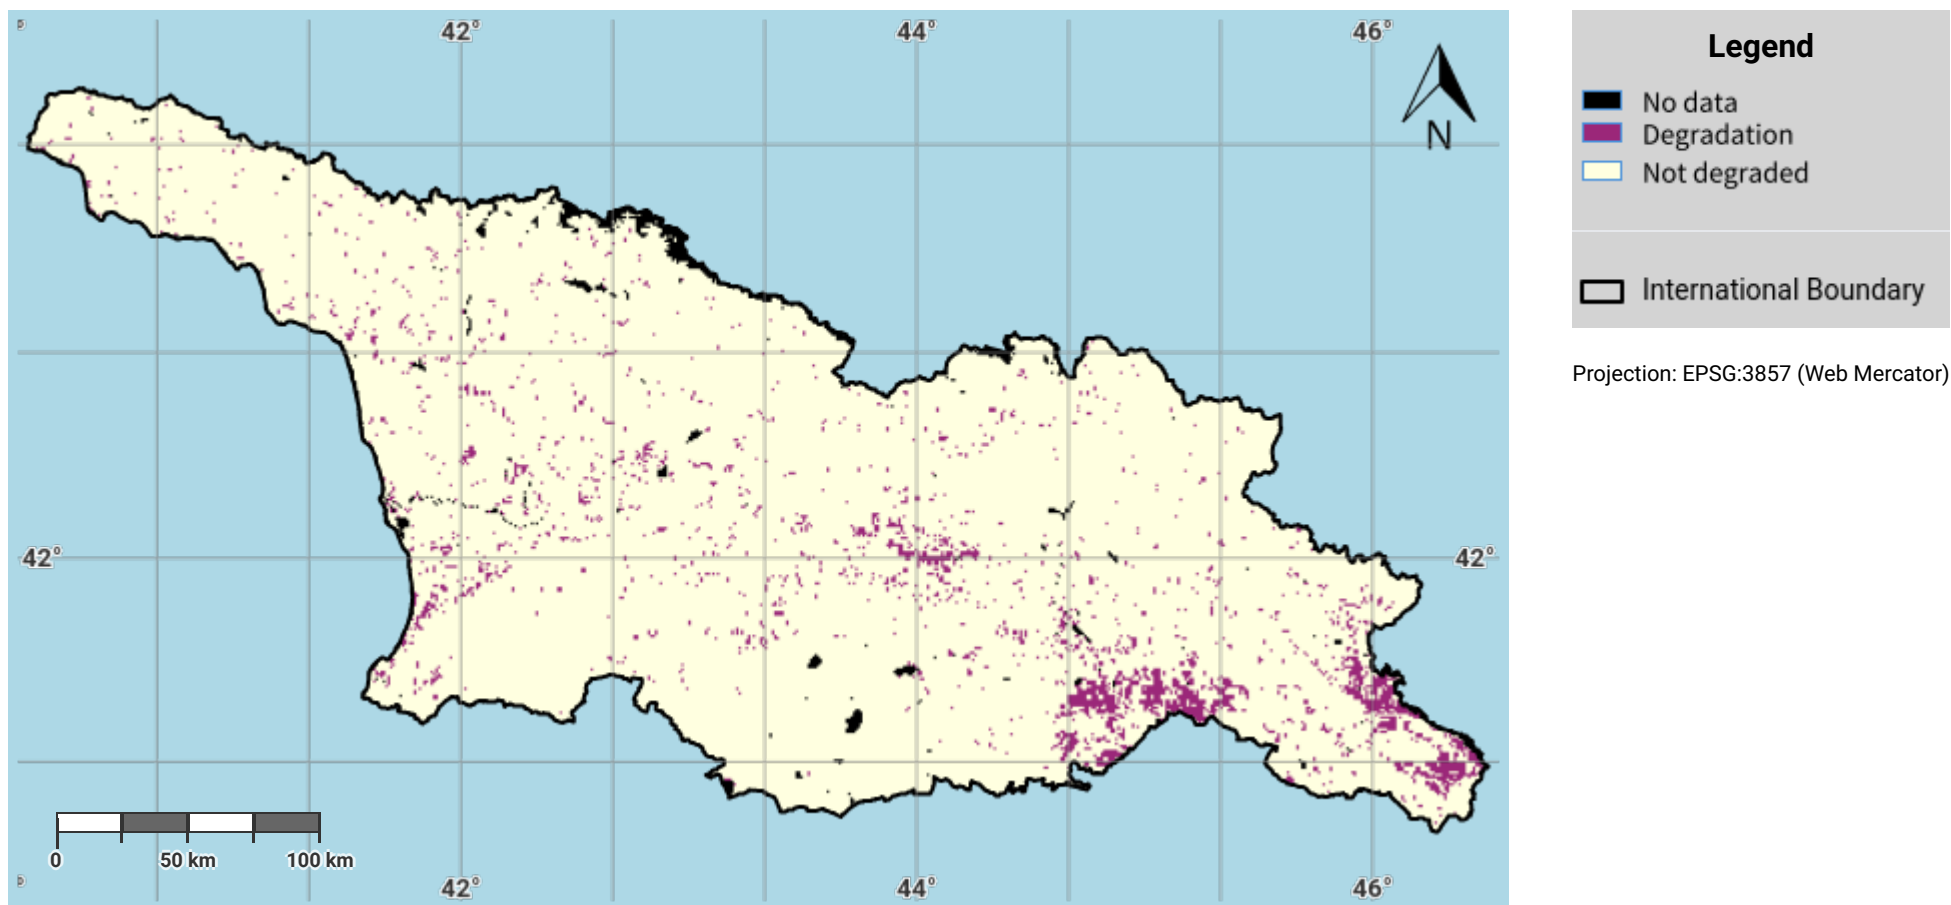 42° 44° 46°
N
42° 42°
0 50 km 100 km
42° 44° 46°
Legend
No data
Degradation
Not degraded
International Boundary
Projection: EPSG:3857 (Web Mercator)